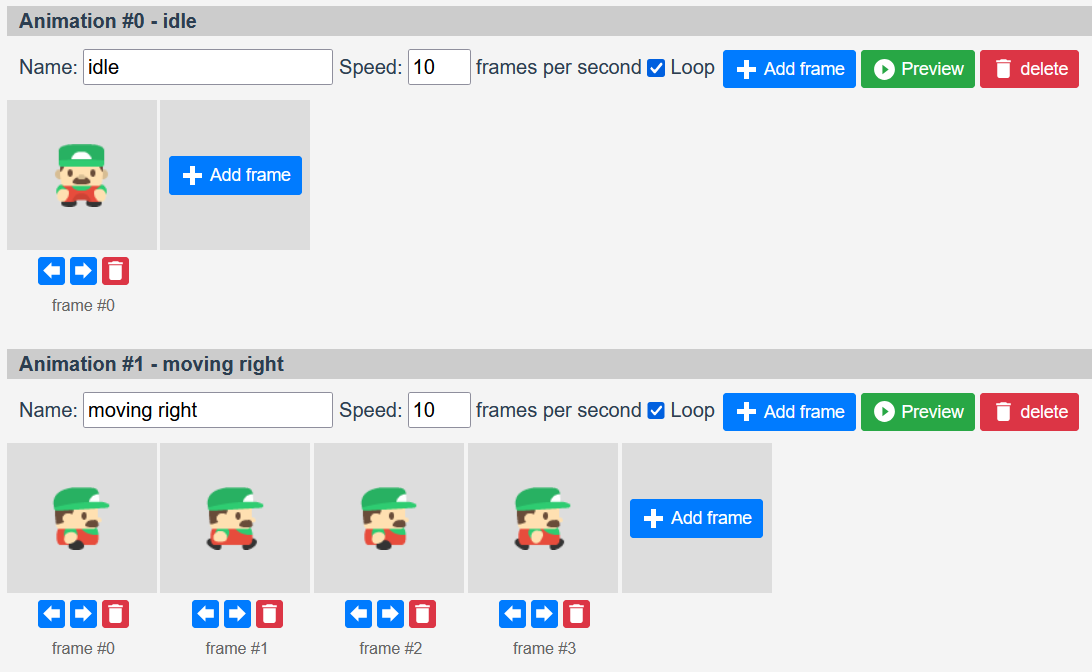 Animation #0 - idle
Name: idle Speed: 10 frames per second Loop Add frame Preview delete
Add frame
frame #0
Animation #1 - moving right
Name: moving right Speed: 10 frames per second Loop Add frame Preview delete
Add frame
frame #0 frame #1 frame #2 frame #3